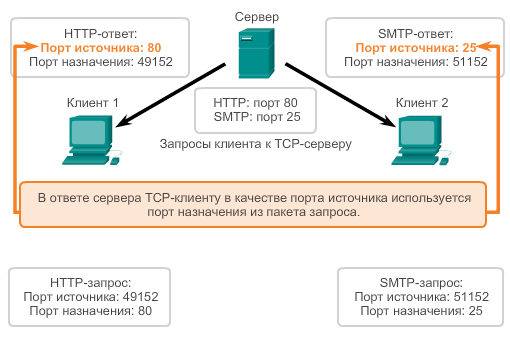 Сервер
HTTP-ответ:
Порт источника: 80
Порт назначения: 49152
SMTP-ответ:
Порт источника: 25
Порт назначения: 51152
Клиент 1
HTTP: порт 80
SMTP: порт 25
Клиент 2
Запросы клиента к TCP-серверу
В ответе сервера TCP-клиенту в качестве порта источника используется
порт назначения из пакета запроса.
HTTP-запрос:
Порт источника: 49152
Порт назначения: 80
SMTP-запрос:
Порт источника: 51152
Порт назначения: 25